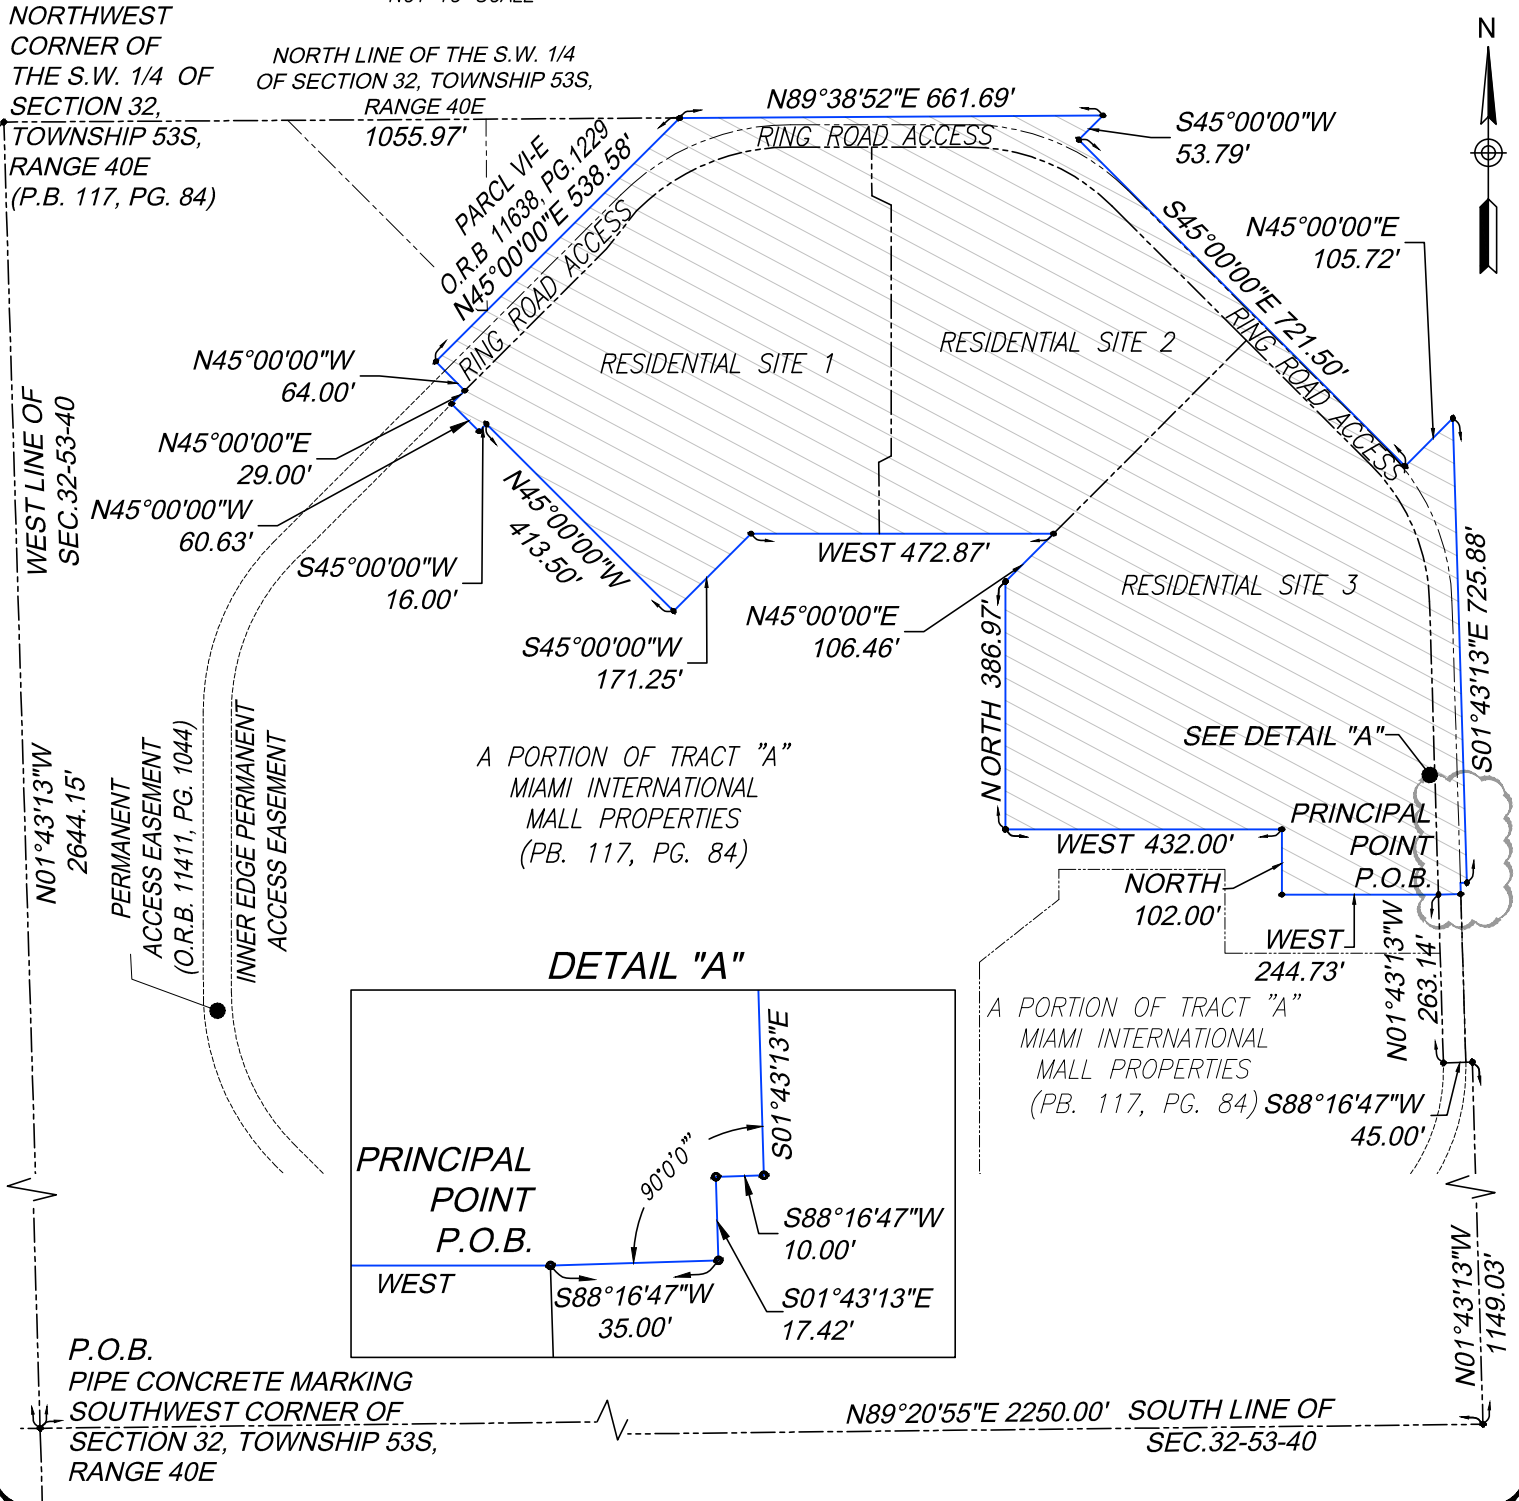 NORTHWEST
CORNER OF
THE S.W. 1/4 OF
SECTION 32,
TOWNSHIP 53S,
RANGE 40E
(P.B. 117, PG. 84)
NORTH LINE OF THE S.W. 1/4
OF SECTION 32, TOWNSHIP 53S,
RANGE 40E
1055.97'
N89°38'52"E 661.69'
RING ROAD ACCESS
S45°00'00"W
53.79'
N
PARCL VI-E
O.R.B 11638, PG.1229
N45°00'00"E 538.58'
RING ROAD ACCESS
S45°00'00"E 721.50'
RING ROAD ACCESS
N45°00'00"E
105.72'
RESIDENTIAL SITE 1
RESIDENTIAL SITE 2
N45°00'00"W
64.00'
N45°00'00"E
29.00'
N45°00'00"W
60.63'
S45°00'00"W
16.00'
N45°00'00"W
413.50'
WEST 472.87'
S45°00'00"W
171.25'
N45°00'00"E
106.46'
RESIDENTIAL SITE 3
NORTH 386.97'
S01°43'13"E 725.88'
WEST LINE OF
SEC.32-53-40
N01°43'13"W
2644.15'
PERMANENT
ACCESS EASEMENT
(O.R.B. 11411, PG. 1044)
INNER EDGE PERMANENT
ACCESS EASEMENT
A PORTION OF TRACT "A"
MIAMI INTERNATIONAL
MALL PROPERTIES
(PB. 117, PG. 84)
SEE DETAIL "A"
PRINCIPAL
POINT
P.O.B.
WEST 432.00'
NORTH
102.00'
WEST
244.73'
N01°43'13"W
263.14'
A PORTION OF TRACT "A"
MIAMI INTERNATIONAL
MALL PROPERTIES
(PB. 117, PG. 84)
S88°16'47"W
45.00'
DETAIL "A"
S01°43'13"E
90°0'0"
PRINCIPAL
POINT
P.O.B.
WEST
S88°16'47"W
10.00'
S88°16'47"W
35.00'
S01°43'13"E
17.42'
N01°43'13"W
1149.03'
P.O.B.
PIPE CONCRETE MARKING
SOUTHWEST CORNER OF
SECTION 32, TOWNSHIP 53S,
RANGE 40E
N89°20'55"E 2250.00'
SOUTH LINE OF
SEC.32-53-40